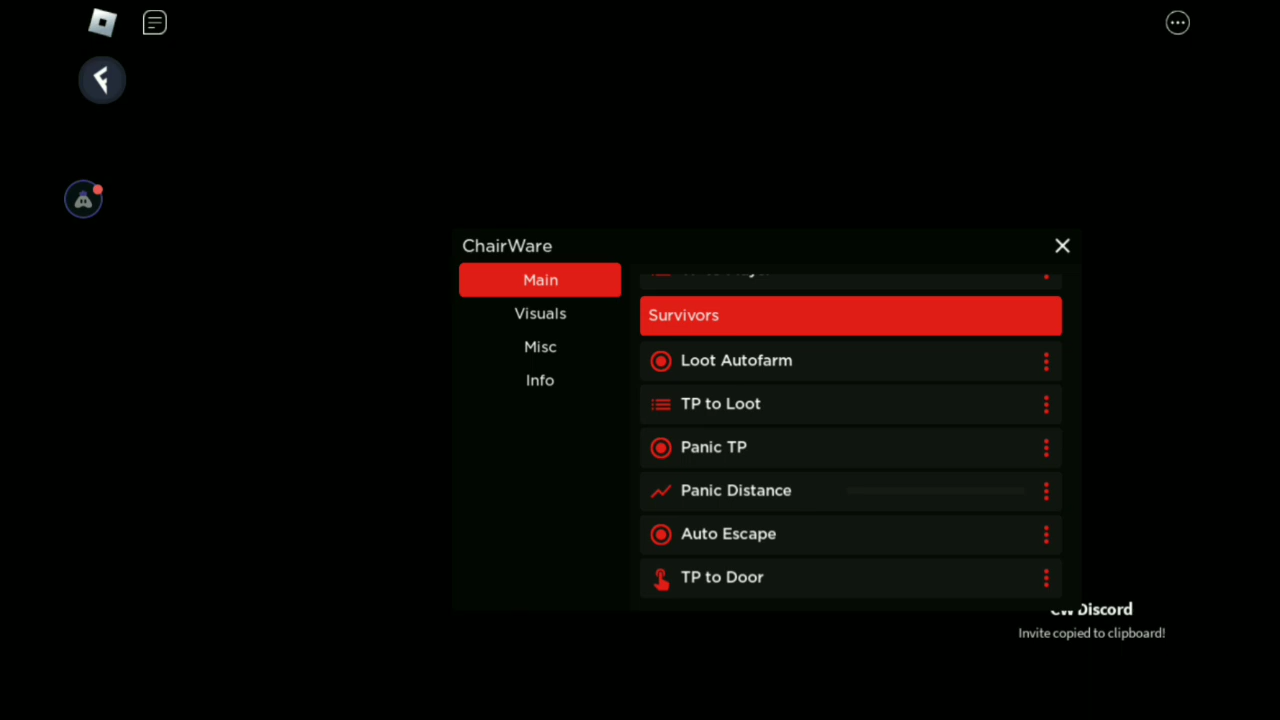 ChairWare
Main
Visuals
Misc
Info
Survivors
Loot Autofarm
TP to Loot
Panic TP
Panic Distance
Auto Escape
TP to Door
CW Discord
Invite copied to clipboard!